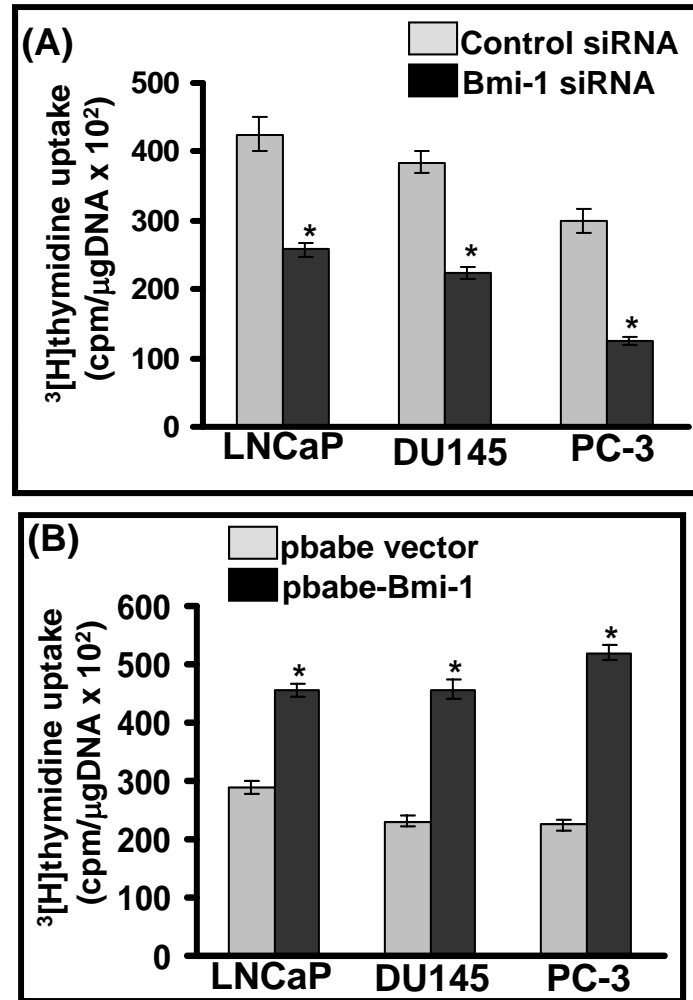 (A)
Control siRNA
Bmi-1 siRNA
³[H]thymidine uptake
(cpm/μgDNA x 10²)
500
400
300
200
100
0
*
*
*
LNCaP DU145 PC-3
(B)
pbabe vector
pbabe-Bmi-1
³[H]thymidine uptake
(cpm/μgDNA x 10²)
600
500
400
300
200
100
0
*
*
*
LNCaP DU145 PC-3